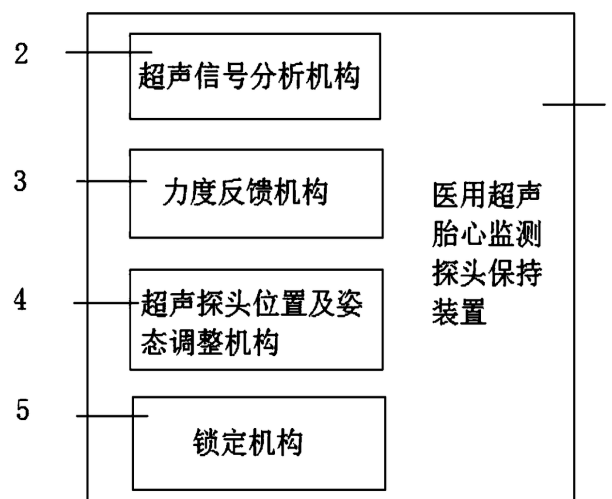 2
超声信号分析机构
3
力度反馈机构
4
超声探头位置及姿
态调整机构
5
锁定机构
医用超声
胎心监测
探头保持
装置